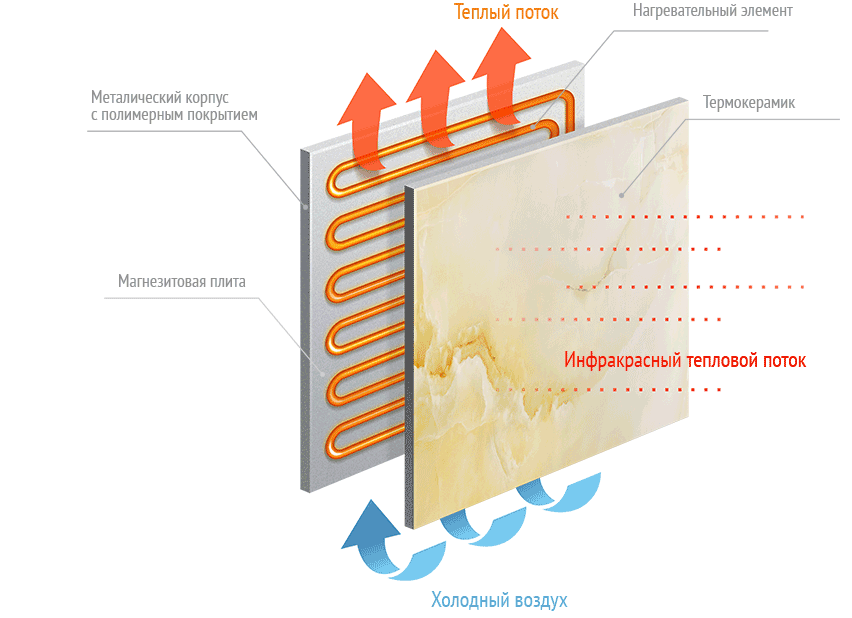 Теплый поток
Нагревательный элемент
Металический корпус
с полимерным покрытием
Термокерамик
Магнезитовая плита
Инфракрасный тепловой поток
Холодный воздух